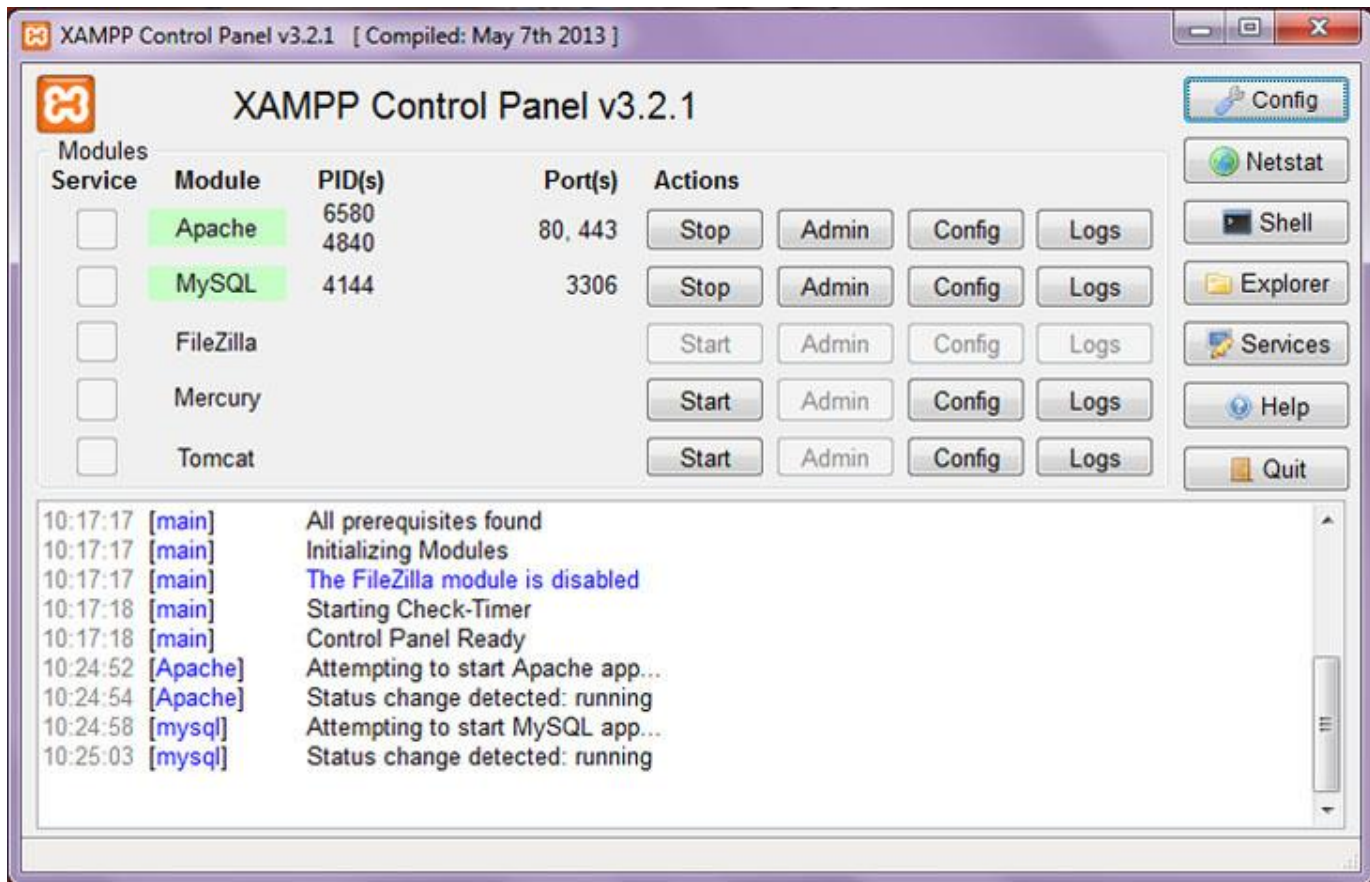 XAMPP Control Panel v3.2.1 [ Compiled: May 7th 2013 ]
XAMPP Control Panel v3.2.1
Config
Modules
Netstat
Service Module PID(s) Port(s) Actions
Apache 6580 4840 80, 443 Stop Admin Config Logs
Shell
MySQL 4144 3306 Stop Admin Config Logs
Explorer
FileZilla Start Admin Config Logs
Services
Mercury Start Admin Config Logs
Help
Tomcat Start Admin Config Logs
Quit
10:17:17 [main] All prerequisites found
10:17:17 [main] Initializing Modules
10:17:17 [main] The FileZilla module is disabled
10:17:18 [main] Starting Check-Timer
10:17:18 [main] Control Panel Ready
10:24:52 [Apache] Attempting to start Apache app...
10:24:54 [Apache] Status change detected: running
10:24:58 [mysql] Attempting to start MySQL app...
10:25:03 [mysql] Status change detected: running